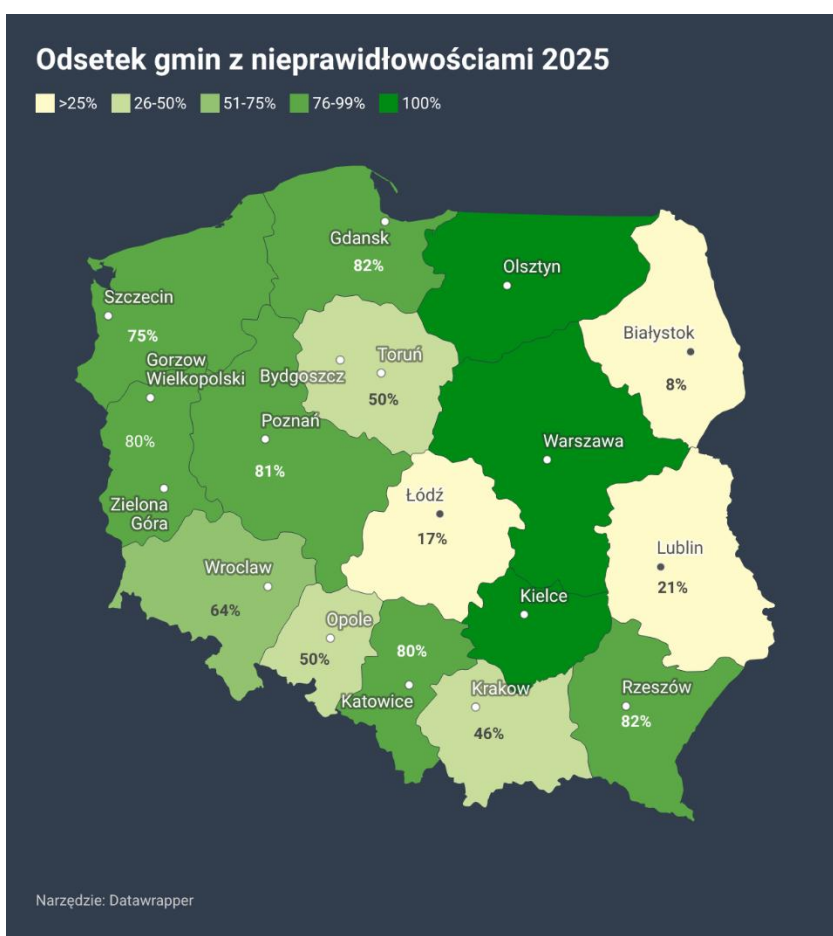 Odsetek gmin z nieprawidłowościami 2025
>25% 26-50% 51-75% 76-99% 100%
Gdansk
82%
Olsztyn
Szczecin
75%
Białystok
8%
Toruń
50%
Bydgoszcz
Gorzow
Wielkopolski
80%
Poznań
81%
Warszawa
Zielona
Góra
Łódź
17%
Lublin
21%
Wroclaw
64%
Kielce
Opole
50%
80%
Katowice
Krakow
46%
Rzeszów
82%
Narzędzie: Datawrapper